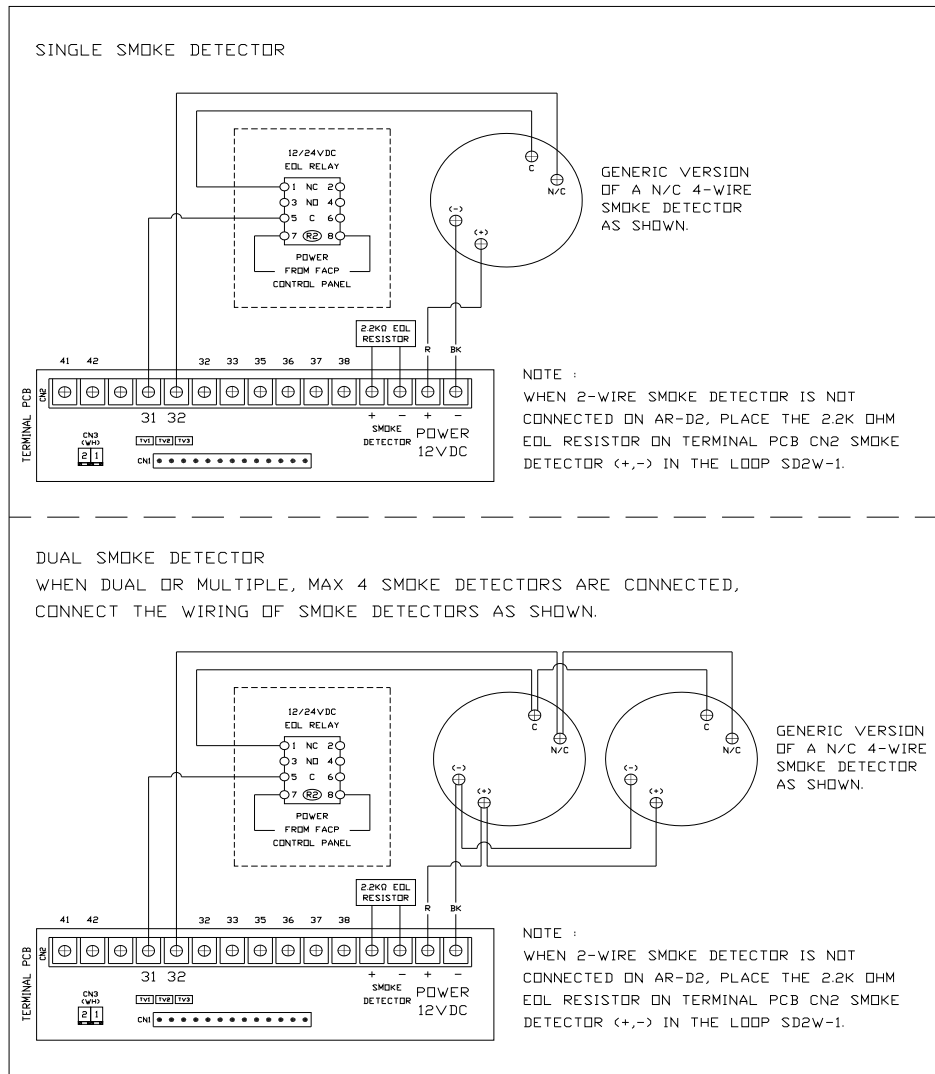 SINGLE SMOKE DETECTOR
12/24VDC
EOL RELAY
1 NC 2
3 NO 4
5 C 6
7 R2 8
POWER
FROM FACP
CONTROL PANEL
C
N/C
(-)
(+)
GENERIC VERSION
OF A N/C 4-WIRE
SMOKE DETECTOR
AS SHOWN.
2.2KΩ EOL
RESISTOR
R BK
41 42 32 33 35 36 37 38
TERMINAL PCB
CN2
31 32 + - + -
SMOKE
DETECTOR
POWER
12VDC
CN3
(WH)
2 1
TV1 TV2 TV3
CN1
NOTE :
WHEN 2-WIRE SMOKE DETECTOR IS NOT
CONNECTED ON AR-D2, PLACE THE 2.2K OHM
EOL RESISTOR ON TERMINAL PCB CN2 SMOKE
DETECTOR (+,-) IN THE LOOP SD2W-1.
DUAL SMOKE DETECTOR
WHEN DUAL OR MULTIPLE, MAX 4 SMOKE DETECTORS ARE CONNECTED,
CONNECT THE WIRING OF SMOKE DETECTORS AS SHOWN.
12/24VDC
EOL RELAY
1 NC 2
3 NO 4
5 C 6
7 R2 8
POWER
FROM FACP
CONTROL PANEL
C
N/C
(-)
(+)
C
N/C
(-)
(+)
GENERIC VERSION
OF A N/C 4-WIRE
SMOKE DETECTOR
AS SHOWN.
2.2KΩ EOL
RESISTOR
R BK
41 42 32 33 35 36 37 38
TERMINAL PCB
CN2
31 32 + - + -
SMOKE
DETECTOR
POWER
12VDC
CN3
(WH)
2 1
TV1 TV2 TV3
CN1
NOTE :
WHEN 2-WIRE SMOKE DETECTOR IS NOT
CONNECTED ON AR-D2, PLACE THE 2.2K OHM
EOL RESISTOR ON TERMINAL PCB CN2 SMOKE
DETECTOR (+,-) IN THE LOOP SD2W-1.